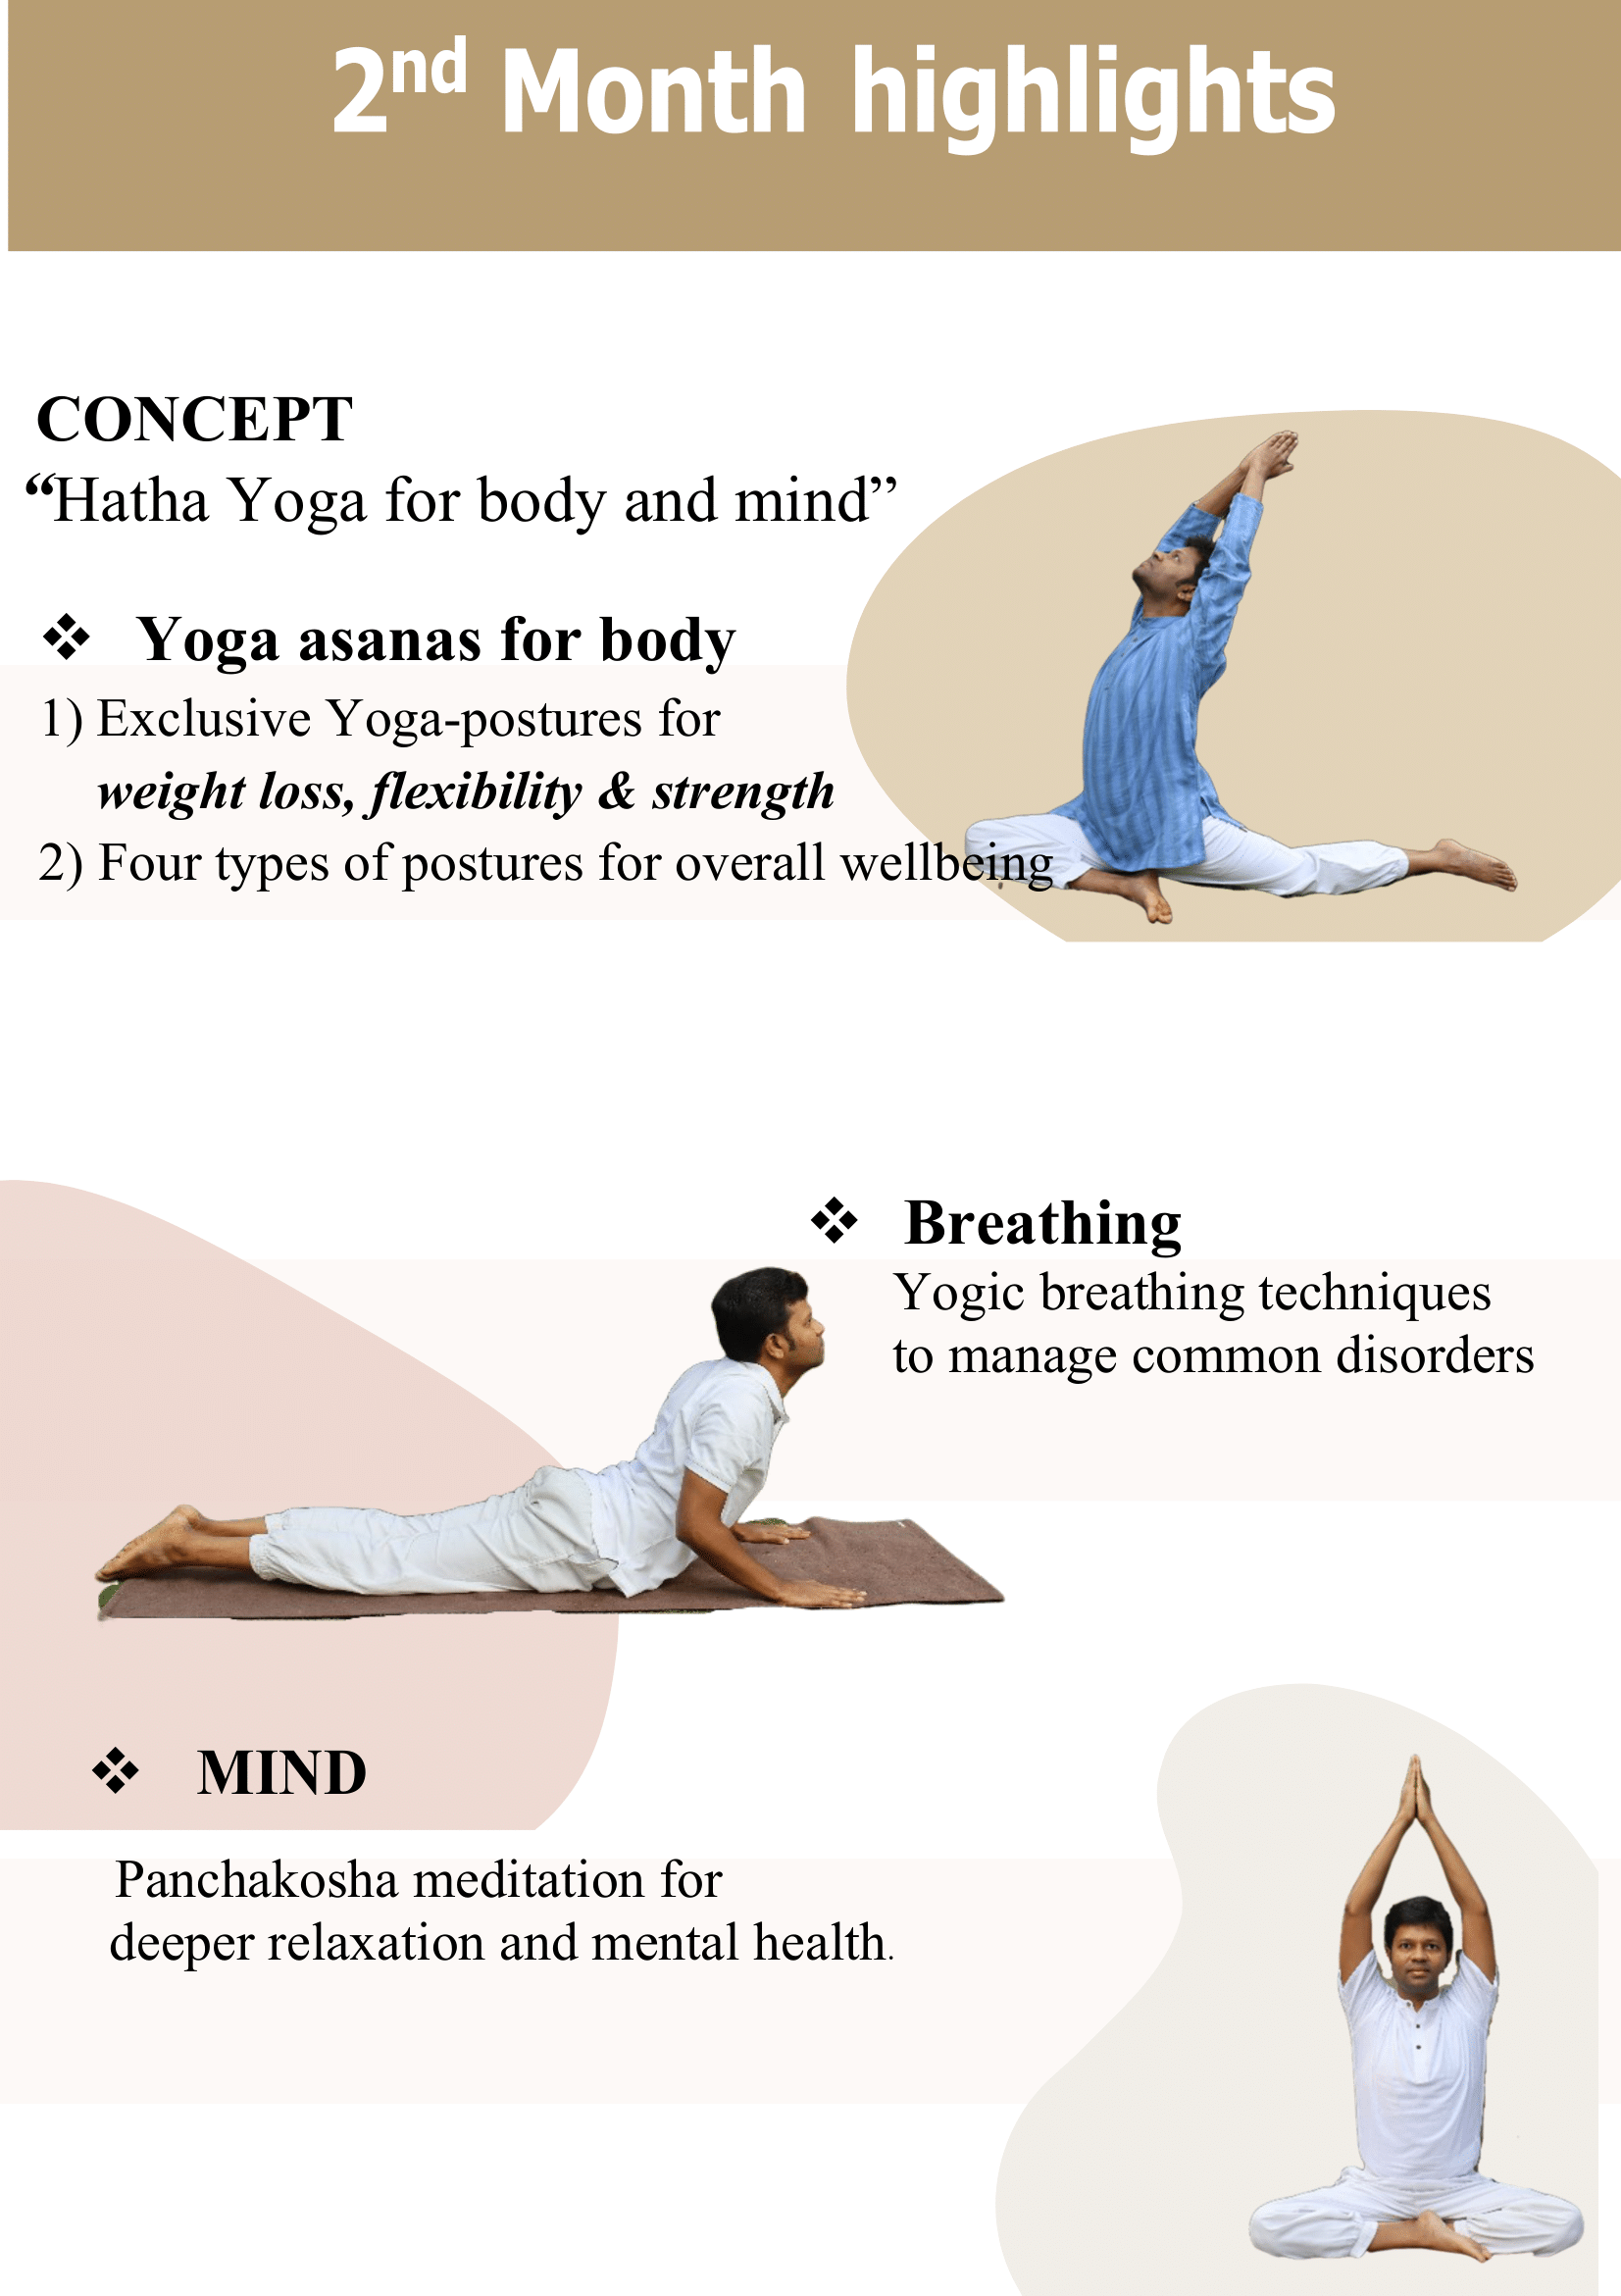 2nd Month highlights
CONCEPT
“Hatha Yoga for body and mind”
❖ Yoga asanas for body
1) Exclusive Yoga-postures for
weight loss, flexibility & strength
2) Four types of postures for overall wellbeing
❖ Breathing
Yogic breathing techniques
to manage common disorders
❖ MIND
Panchakosha meditation for
deeper relaxation and mental health.